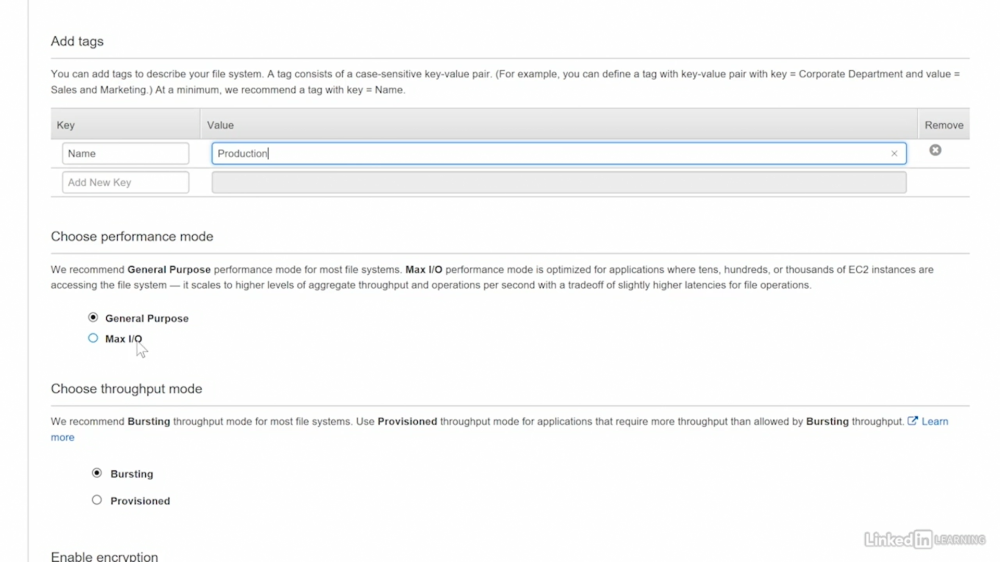 Add tags
You can add tags to describe your file system. A tag consists of a case-sensitive key-value pair. (For example, you can define a tag with key-value pair with key = Corporate Department and value =
Sales and Marketing.) At a minimum, we recommend a tag with key = Name.
Key Value Remove
Name Production
Add New Key
Choose performance mode
We recommend General Purpose performance mode for most file systems. Max I/O performance mode is optimized for applications where tens, hundreds, or thousands of EC2 instances are
accessing the file system — it scales to higher levels of aggregate throughput and operations per second with a tradeoff of slightly higher latencies for file operations.
General Purpose
Max I/O
Choose throughput mode
We recommend Bursting throughput mode for most file systems. Use Provisioned throughput mode for applications that require more throughput than allowed by Bursting throughput. Learn
more
Bursting
Provisioned
Enable encryption
LinkedIn LEARNING